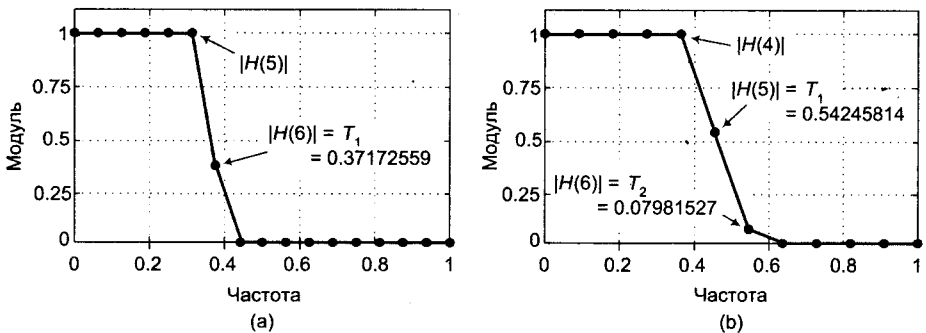 1
0.75
0.5
0.25
0
Модуль
|H(5)|
|H(6)| = T₁
= 0.37172559
0 0.2 0.4 0.6 0.8 1
Частота
(a)
1
0.75
0.5
0.25
0
Модуль
|H(4)|
|H(5)| = T₁
= 0.54245814
|H(6)| = T₂
= 0.07981527
0 0.2 0.4 0.6 0.8 1
Частота
(b)